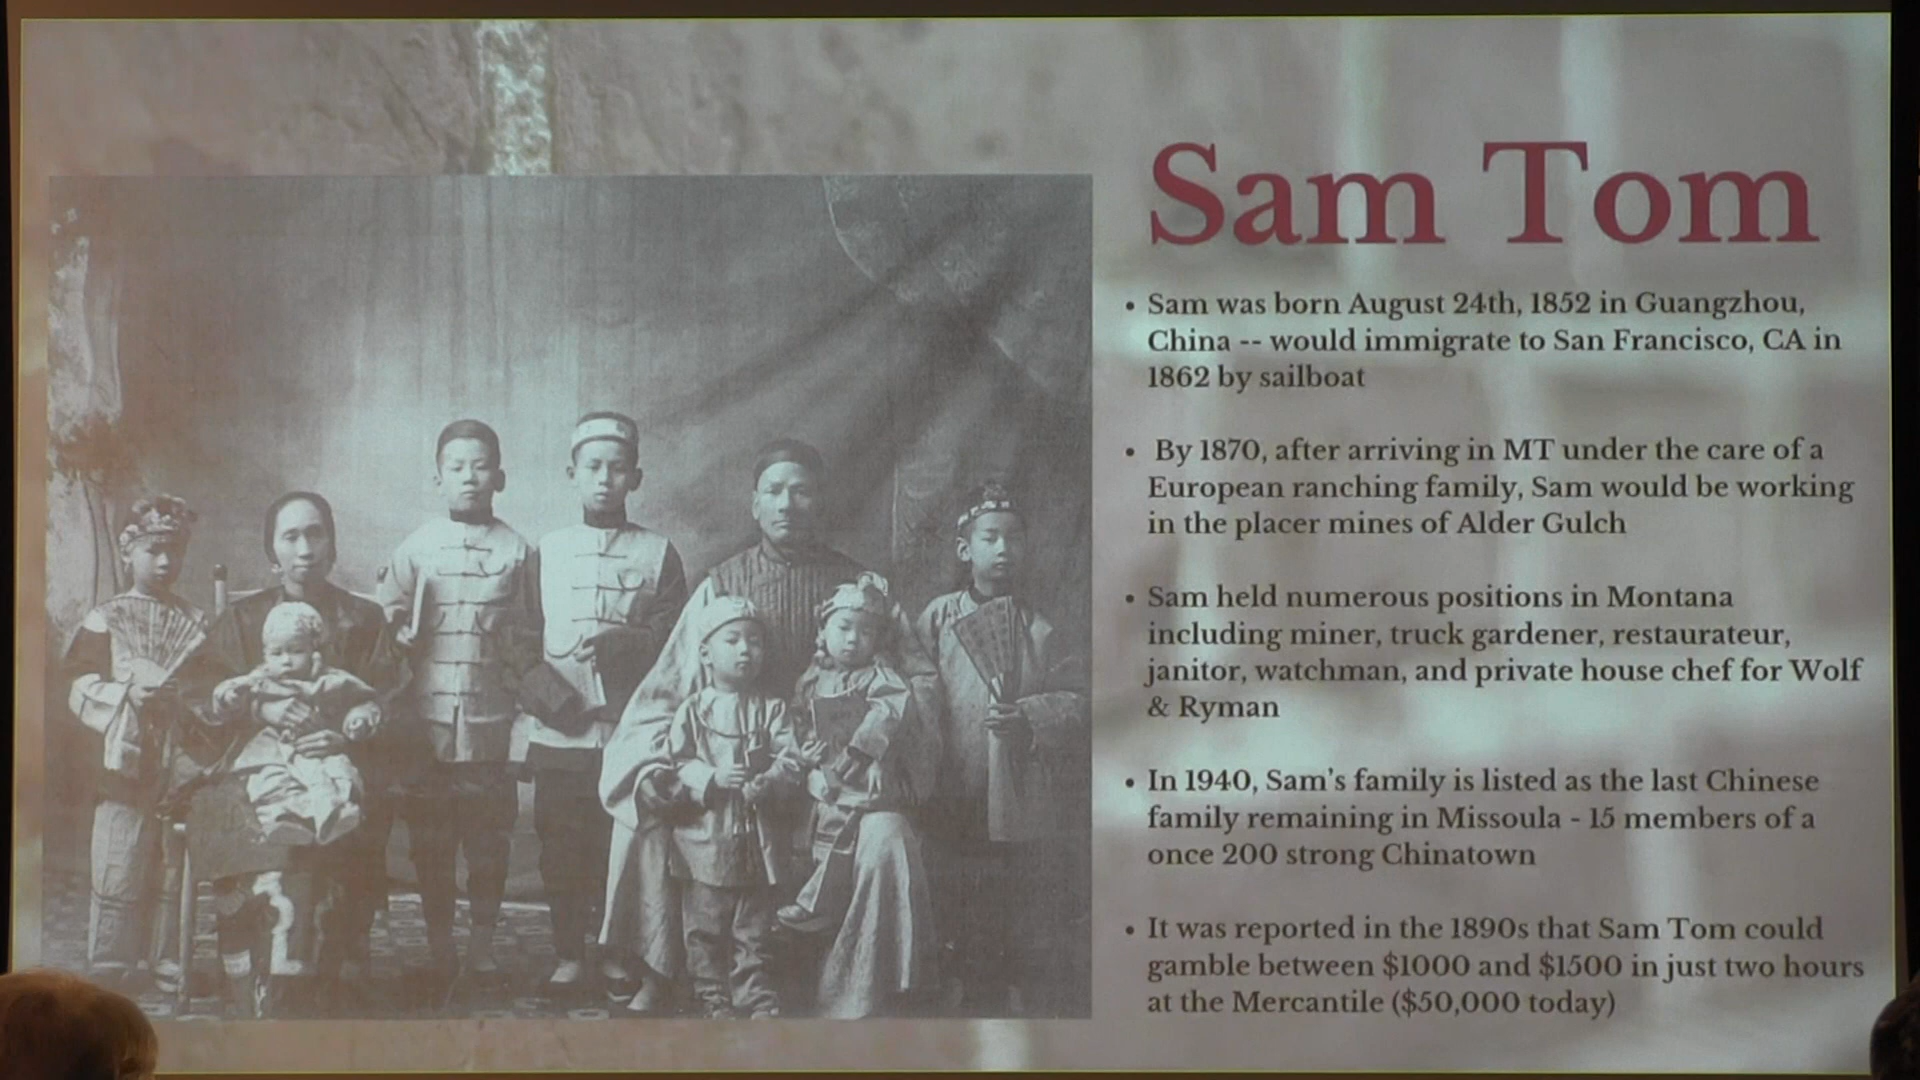 Sam Tom
• Sam was born August 24th, 1852 in Guangzhou,
China -- would immigrate to San Francisco, CA in
1862 by sailboat
• By 1870, after arriving in MT under the care of a
European ranching family, Sam would be working
in the placer mines of Alder Gulch
• Sam held numerous positions in Montana
including miner, truck gardener, restaurateur,
janitor, watchman, and private house chef for Wolf
& Ryman
• In 1940, Sam's family is listed as the last Chinese
family remaining in Missoula - 15 members of a
once 200 strong Chinatown
• It was reported in the 1890s that Sam Tom could
gamble between $1000 and $1500 in just two hours
at the Mercantile ($50,000 today)